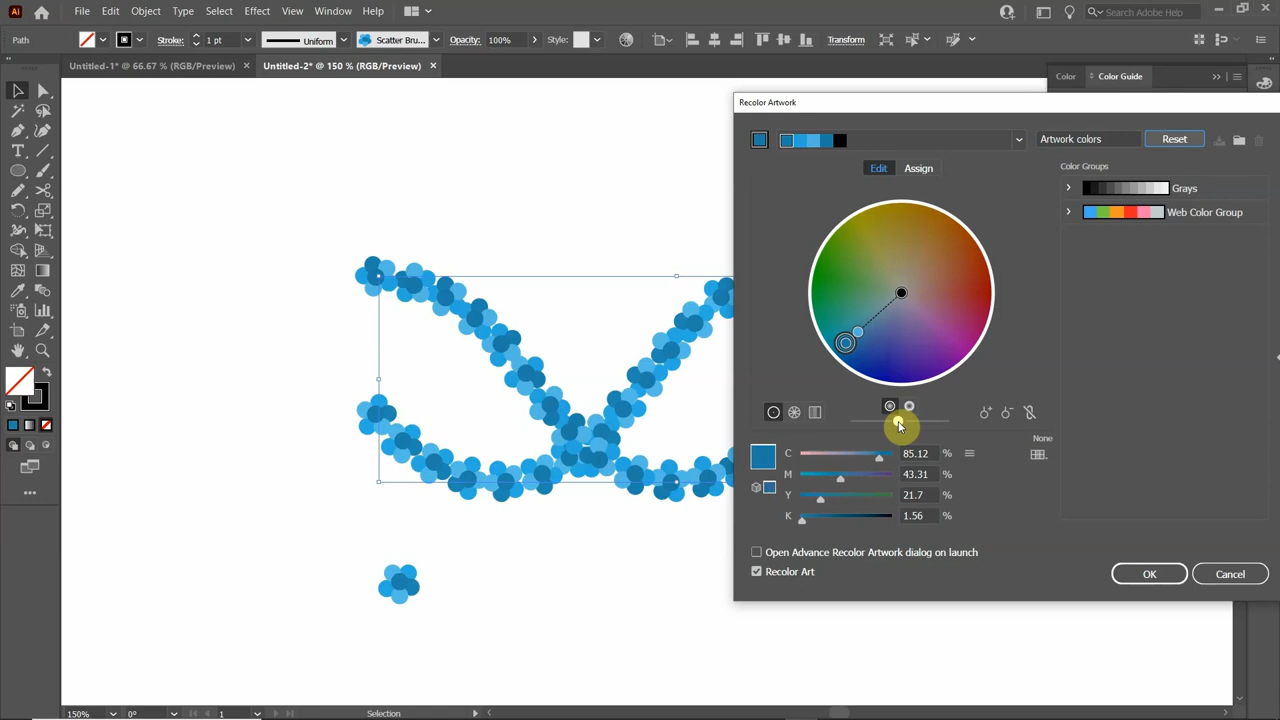 Ai File Edit Object Type Select Effect View Window Help Search Adobe Help
Path Stroke: 1 pt Uniform Scatter Bru... Opacity: 100% Style: Transform
Untitled-1* @ 66.67 % (RGB/Preview) × Untitled-2* @ 150 % (RGB/Preview) ×
Color Color Guide
Recolor Artwork
Artwork colors Reset
Edit Assign
Color Groups
Grays
Web Color Group
None
C 85.12 %
M 43.31 %
Y 21.7 %
K 1.56 %
Open Advance Recolor Artwork dialog on launch
Recolor Art
OK Cancel
150% 0° 1 Selection